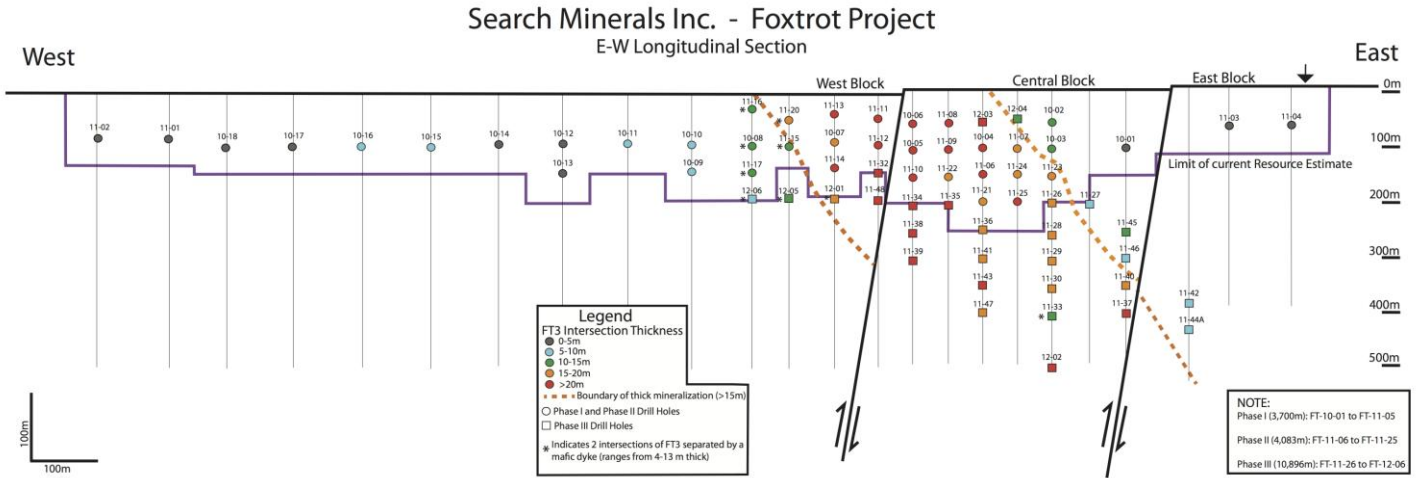 Search Minerals Inc. - Foxtrot Project
E-W Longitudinal Section
West
East
West Block
Central Block
East Block
0m
100m
200m
300m
400m
500m
11-16
11-20
11-13
11-11
10-06
11-08
12-03
12-04
10-02
11-03
11-04
11-02
11-01
10-18
10-17
10-16
10-15
10-14
10-12
10-11
10-10
10-08
11-15
10-07
11-12
10-05
11-09
10-04
11-07
10-03
10-01
10-13
10-09
11-17
11-14
11-32
11-10
11-22
11-06
11-24
11-23
Limit of current Resource Estimate
12-06
12-05
12-01
11-48
11-34
11-35
11-21
11-25
11-26
11-27
11-38
11-36
11-28
11-45
11-39
11-41
11-29
11-46
11-43
11-30
11-40
11-47
11-33
11-37
11-42
11-44A
12-02
*
*
*
*
*
*
*
*
*
Legend
FT3 Intersection Thickness
0-5m
5-10m
10-15m
15-20m
>20m
Boundary of thick mineralization (>15m)
Phase I and Phase II Drill Holes
Phase III Drill Holes
* Indicates 2 intersections of FT3 separated by a
mafic dyke (ranges from 4-13 m thick)
100m
100m
NOTE:
Phase I (3,700m): FT-10-01 to FT-11-05
Phase II (4,083m): FT-11-06 to FT-11-25
Phase III (10,896m): FT-11-26 to FT-12-06